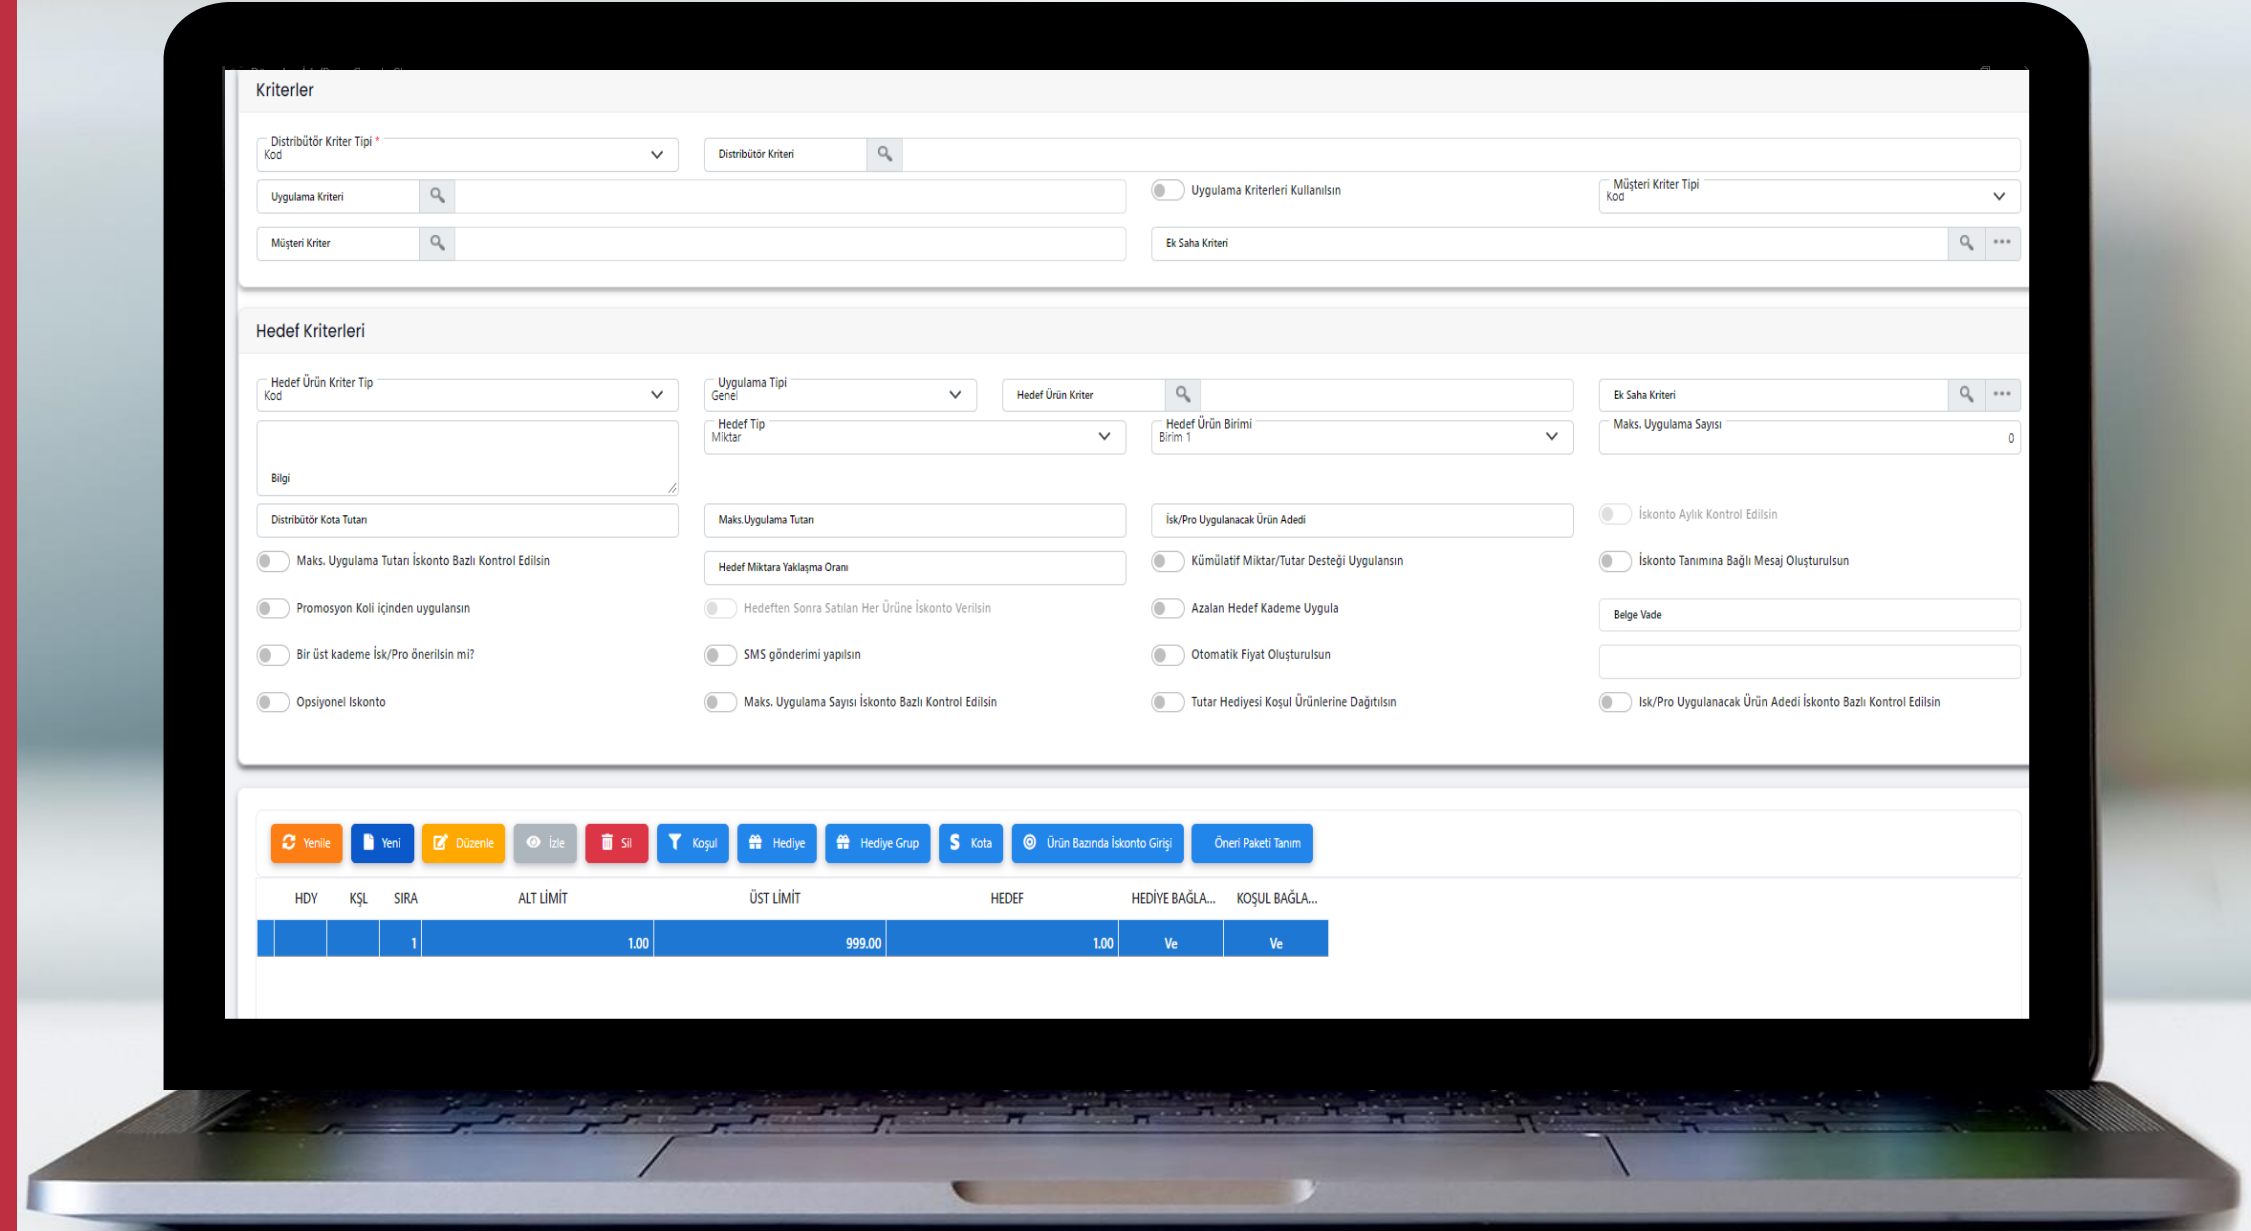 Kriterler
Distribütör Kriter Tipi *
Kod
Distribütör Kriteri
Uygulama Kriteri
Uygulama Kriterleri Kullanılsın
Müşteri Kriter Tipi
Kod
Müşteri Kriter
Ek Saha Kriteri
Hedef Kriterleri
Hedef Ürün Kriter Tip
Kod
Uygulama Tipi
Genel
Hedef Ürün Kriter
Ek Saha Kriteri
Bilgi
Hedef Tip
Miktar
Hedef Ürün Birimi
Birim 1
Maks. Uygulama Sayısı
0
Distribütör Kota Tutarı
Maks.Uygulama Tutarı
İsk/Pro Uygulanacak Ürün Adedi
İskonto Aylık Kontrol Edilsin
Maks. Uygulama Tutarı İskonto Bazlı Kontrol Edilsin
Hedef Miktara Yaklaşma Oranı
Kümülatif Miktar/Tutar Desteği Uygulansın
İskonto Tanımına Bağlı Mesaj Oluşturulsun
Promosyon Koli içinden uygulansın
Hedeften Sonra Satılan Her Ürüne İskonto Verilsin
Azalan Hedef Kademe Uygula
Belge Vade
Bir üst kademe İsk/Pro önerilsin mi?
SMS gönderimi yapılsın
Otomatik Fiyat Oluşturulsun
Opsiyonel Iskonto
Maks. Uygulama Sayısı İskonto Bazlı Kontrol Edilsin
Tutar Hediyesi Koşul Ürünlerine Dağıtılsın
Isk/Pro Uygulanacak Ürün Adedi İskonto Bazlı Kontrol Edilsin
Yenile Yeni Düzenle İzle Sil Koşul Hediye Hediye Grup Kota Ürün Bazında İskonto Girişi Öneri Paketi Tanım
HDY KŞL SIRA ALT LİMİT ÜST LİMİT HEDEF HEDİYE BAĞLA... KOŞUL BAĞLA...
1 1.00 999.00 1.00 Ve Ve